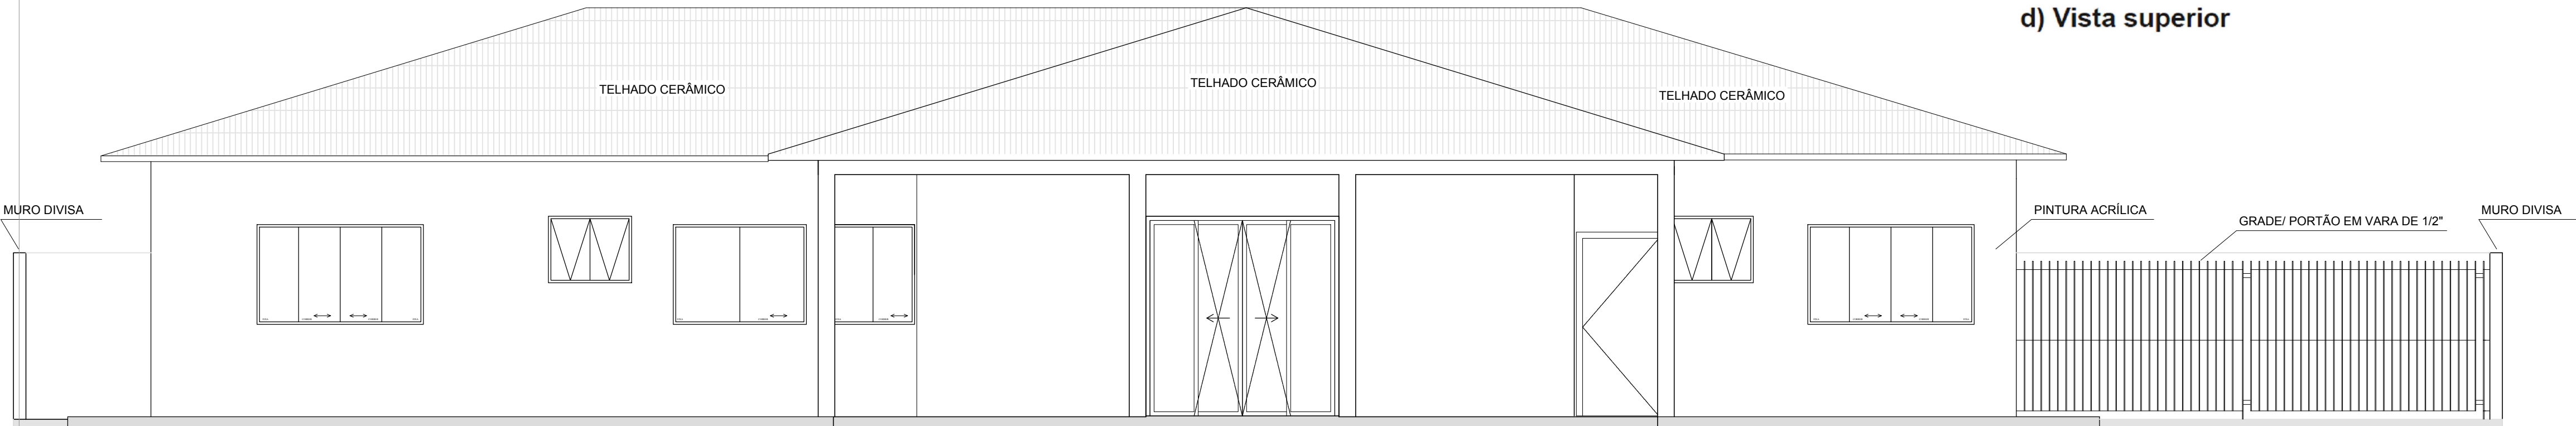 d) Vista superior
TELHADO CERÂMICO
TELHADO CERÂMICO
TELHADO CERÂMICO
MURO DIVISA
PINTURA ACRÍLICA
GRADE/ PORTÃO EM VARA DE 1/2"
MURO DIVISA